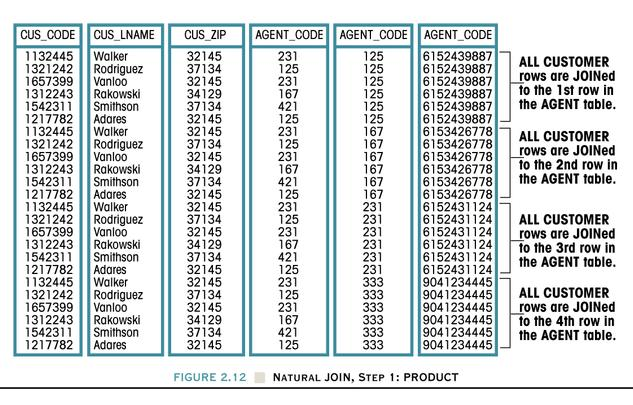 CUS_CODE CUS_LNAME CUS_ZIP AGENT_CODE AGENT_CODE AGENT_CODE
1132445 Walker 32145 231 125 6152439887
1321242 Rodriguez 37134 125 125 6152439887
1657399 Vanloo 32145 231 125 6152439887
1312243 Rakowski 34129 167 125 6152439887
1542311 Smithson 37134 421 125 6152439887
1217782 Adares 32145 125 125 6152439887
1132445 Walker 32145 231 167 6153426778
1321242 Rodriguez 37134 125 167 6153426778
1657399 Vanloo 32145 231 167 6153426778
1312243 Rakowski 34129 167 167 6153426778
1542311 Smithson 37134 421 167 6153426778
1217782 Adares 32145 125 167 6153426778
1132445 Walker 32145 231 231 6152431124
1321242 Rodriguez 37134 125 231 6152431124
1657399 Vanloo 32145 231 231 6152431124
1312243 Rakowski 34129 167 231 6152431124
1542311 Smithson 37134 421 231 6152431124
1217782 Adares 32145 125 231 6152431124
1132445 Walker 32145 231 333 9041234445
1321242 Rodriguez 37134 125 333 9041234445
1657399 Vanloo 32145 231 333 9041234445
1312243 Rakowski 34129 167 333 9041234445
1542311 Smithson 37134 421 333 9041234445
1217782 Adares 32145 125 333 9041234445
ALL CUSTOMER
rows are JOINed
to the 1st row in
the AGENT table.
ALL CUSTOMER
rows are JOINed
to the 2nd row in
the AGENT table.
ALL CUSTOMER
rows are JOINed
to the 3rd row in
the AGENT table.
ALL CUSTOMER
rows are JOINed
to the 4th row in
the AGENT table.
FIGURE 2.12 NATURAL JOIN, STEP 1: PRODUCT